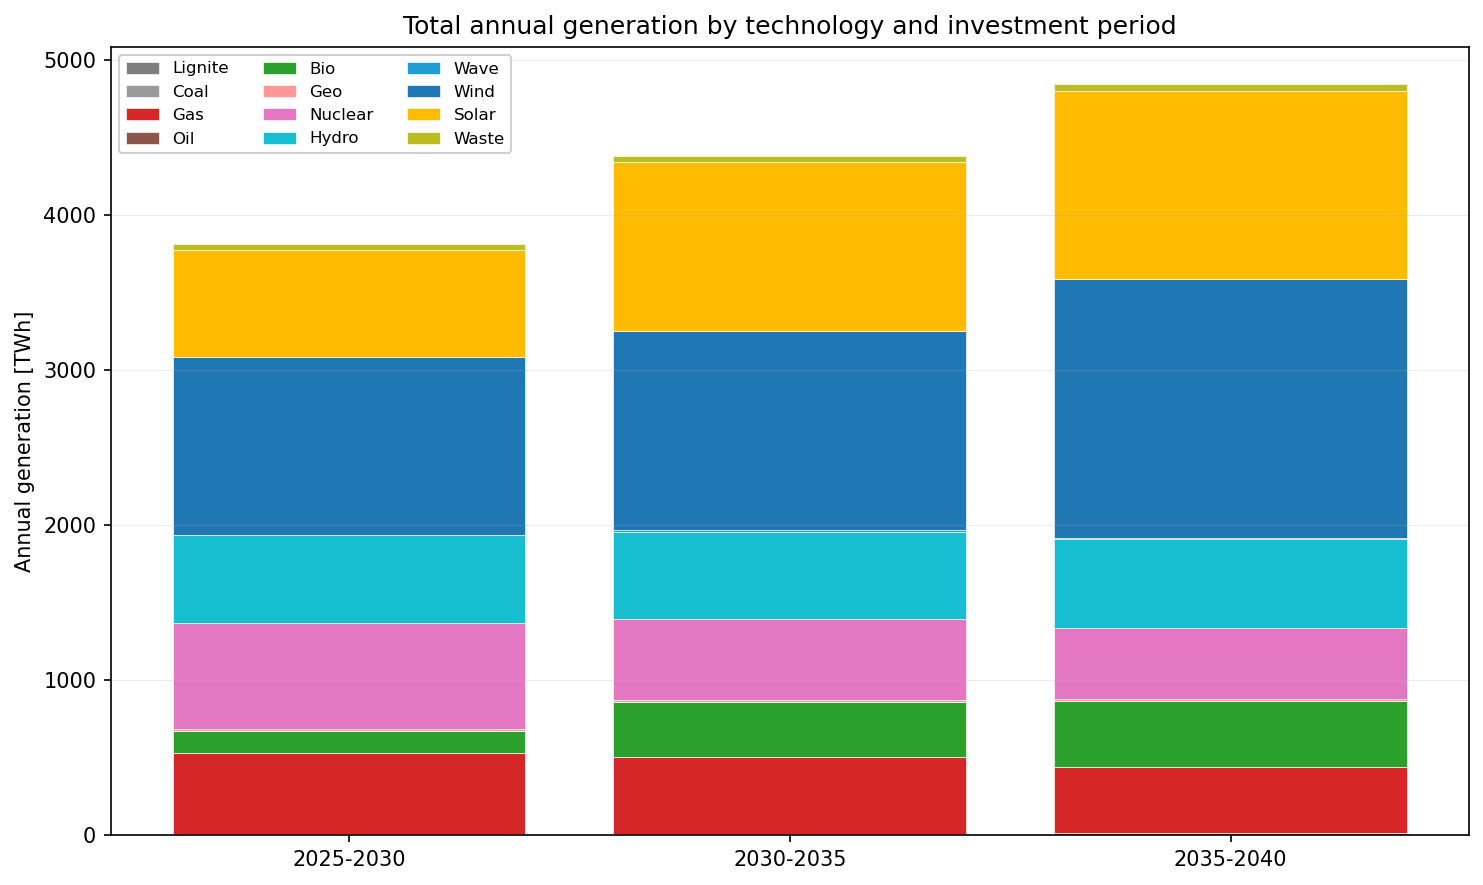 Total annual generation by technology and investment period
Annual generation [TWh]
5000
4000
3000
2000
1000
0
Lignite
Coal
Gas
Oil
Bio
Geo
Nuclear
Hydro
Wave
Wind
Solar
Waste
2025-2030
2030-2035
2035-2040